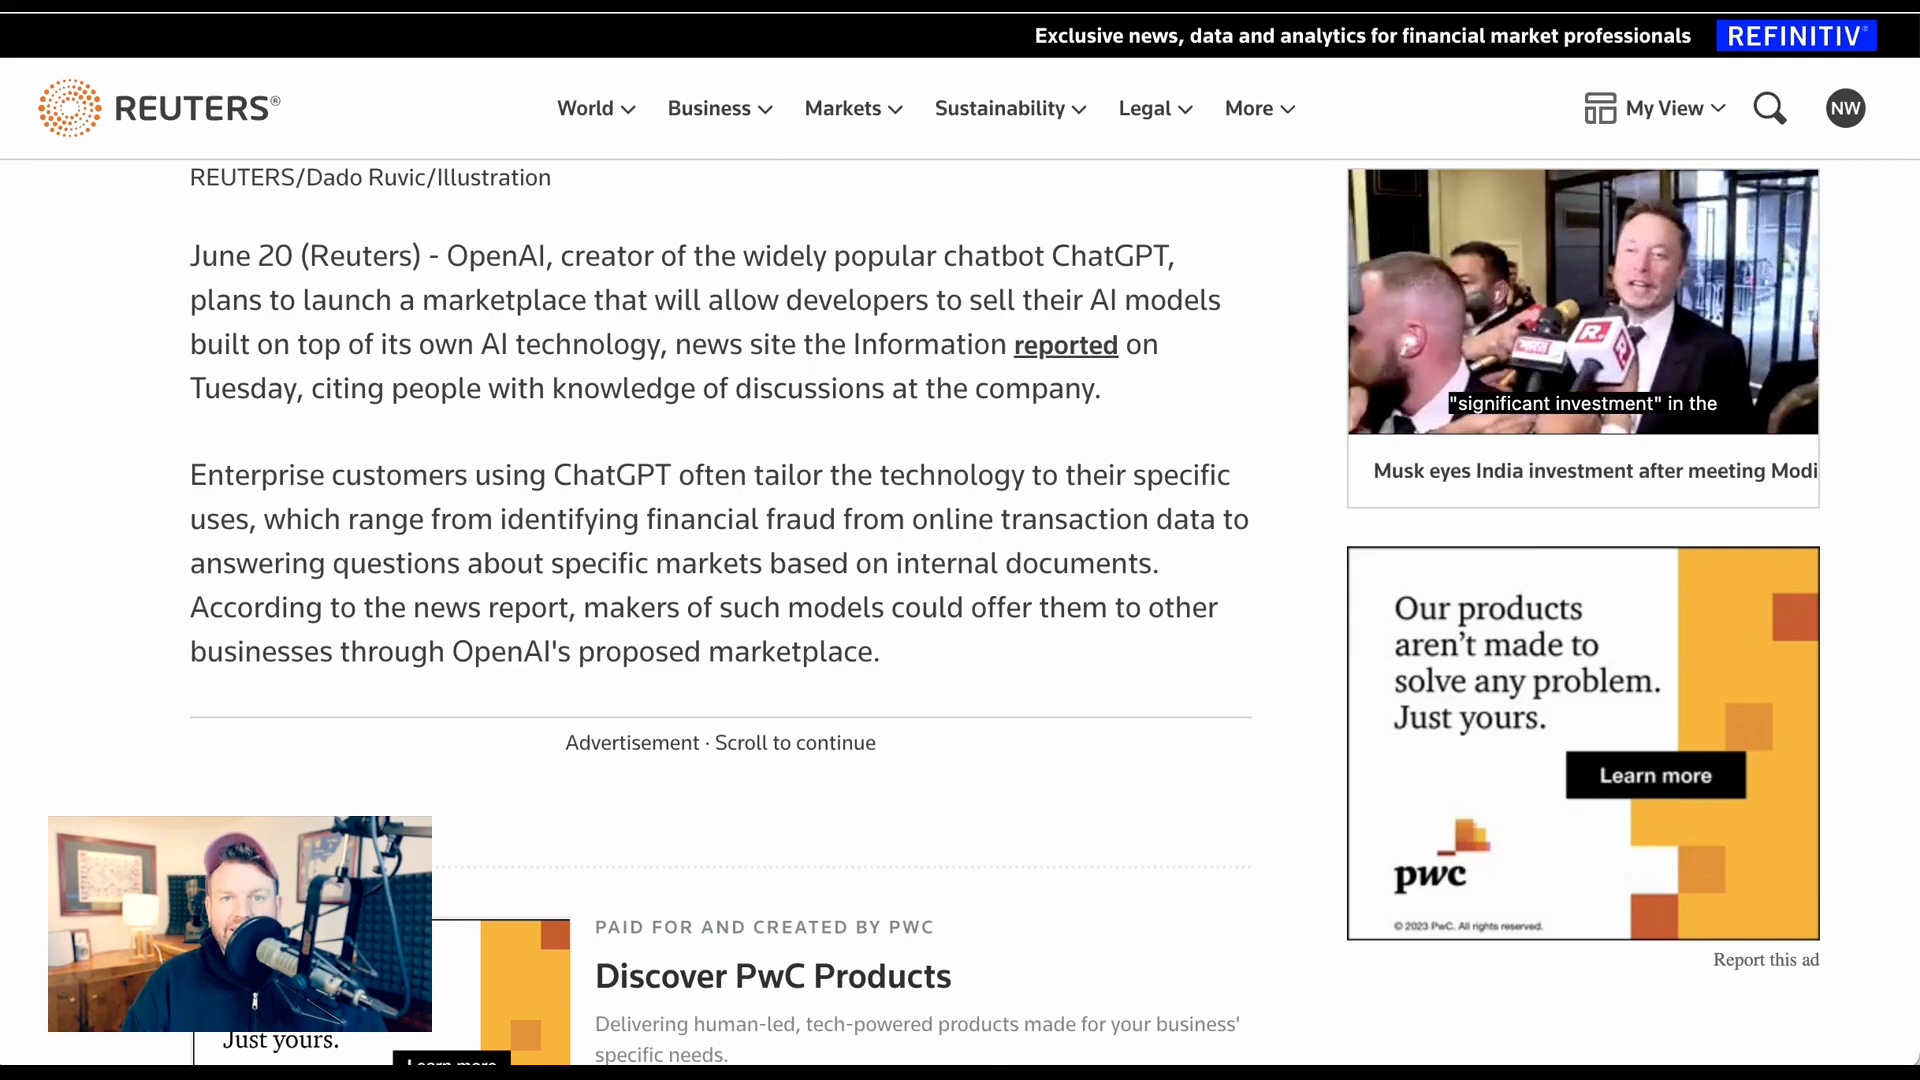 Exclusive news, data and analytics for financial market professionals REFINITIV
REUTERS® World Business Markets Sustainability Legal More My View NW
REUTERS/Dado Ruvic/Illustration
June 20 (Reuters) - OpenAI, creator of the widely popular chatbot ChatGPT,
plans to launch a marketplace that will allow developers to sell their AI models
built on top of its own AI technology, news site the Information reported on
Tuesday, citing people with knowledge of discussions at the company.
Enterprise customers using ChatGPT often tailor the technology to their specific
uses, which range from identifying financial fraud from online transaction data to
answering questions about specific markets based on internal documents.
According to the news report, makers of such models could offer them to other
businesses through OpenAI's proposed marketplace.
Advertisement · Scroll to continue
PAID FOR AND CREATED BY PWC
Discover PwC Products
Delivering human-led, tech-powered products made for your business'
specific needs.
Just yours.
Learn more
R.
"significant investment" in the
Musk eyes India investment after meeting Modi
Our products
aren’t made to
solve any problem.
Just yours.
Learn more
pwc
© 2023 PwC. All rights reserved.
Report this ad